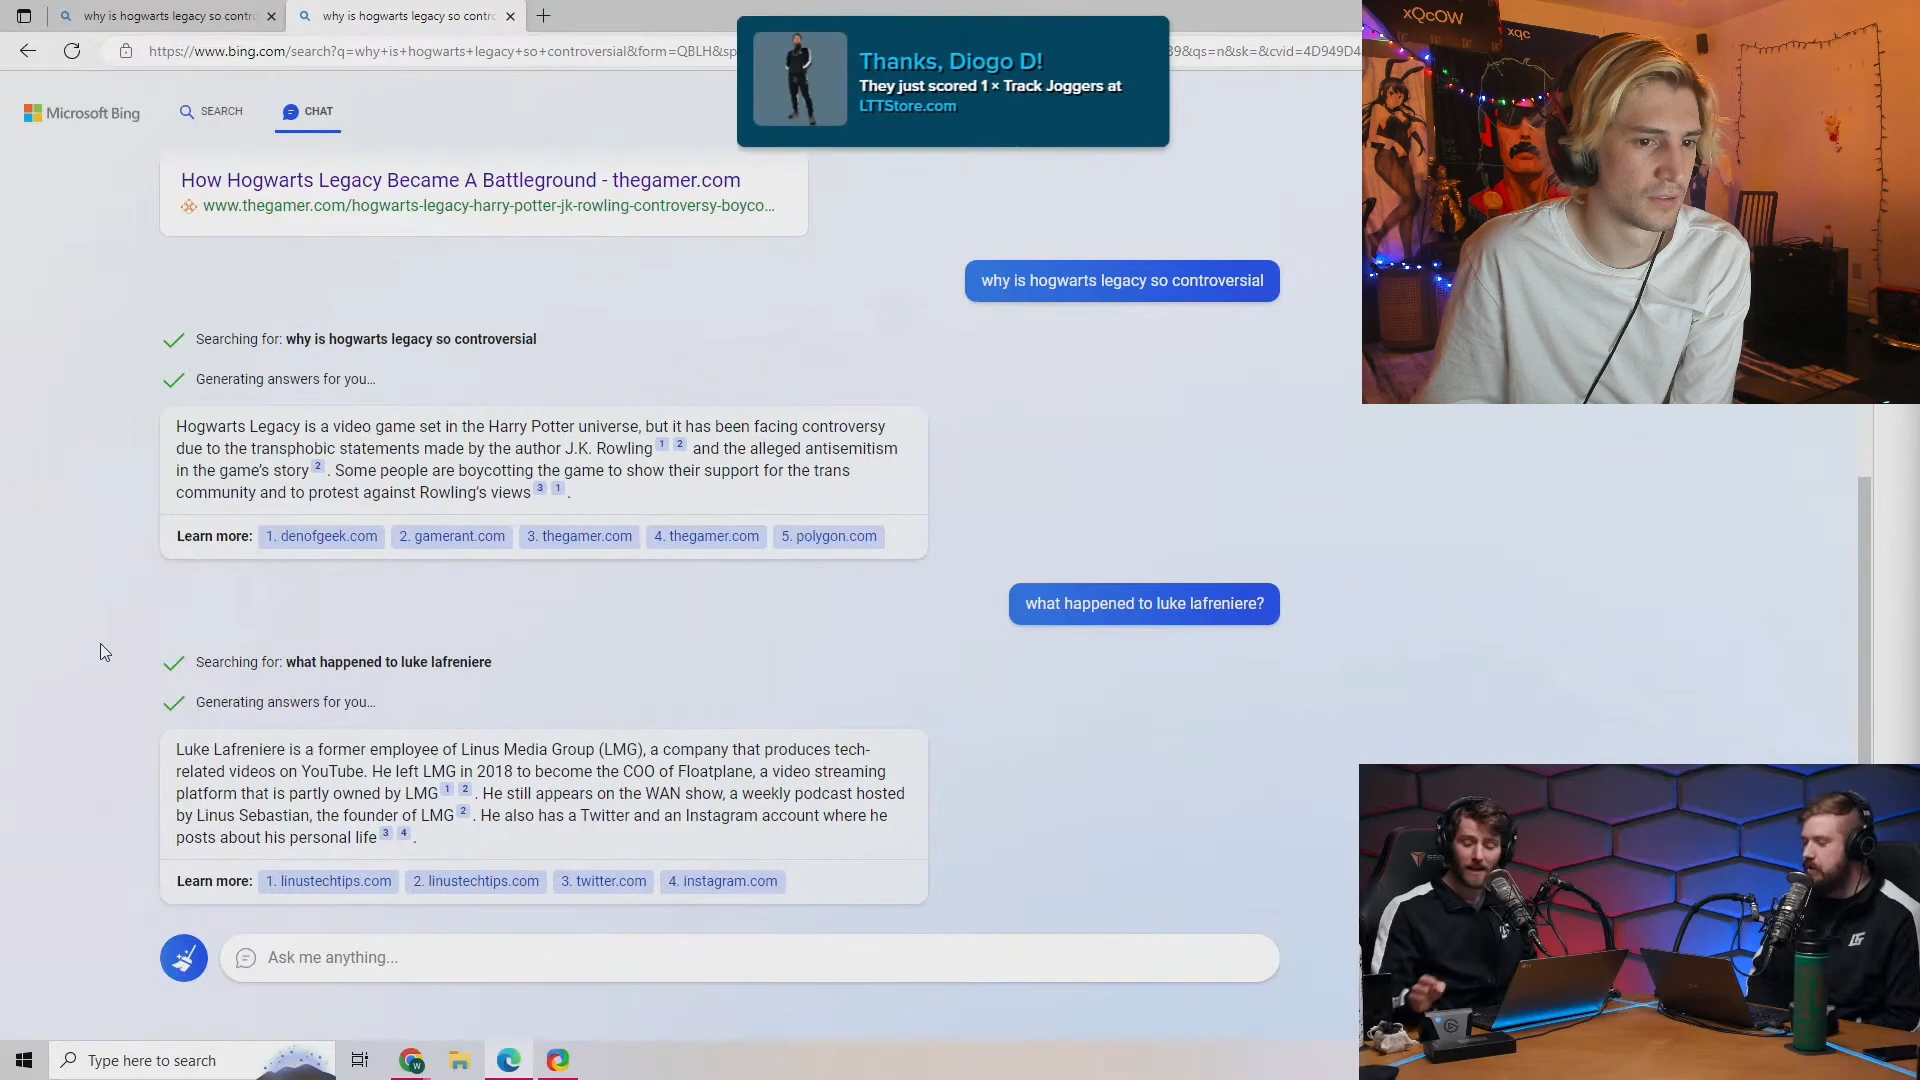 why is hogwarts legacy so contro
why is hogwarts legacy so contro
https://www.bing.com/search?q=why+is+hogwarts+legacy+so+controversial&form=QBLH&sp
39&qs=n&sk=&cvid=4D949D4
Thanks, Diogo D!
They just scored 1 × Track Joggers at
LTTStore.com
xQcOW
xqc
Microsoft Bing
SEARCH
CHAT
How Hogwarts Legacy Became A Battleground - thegamer.com
www.thegamer.com/hogwarts-legacy-harry-potter-jk-rowling-controversy-boyco...
why is hogwarts legacy so controversial
Searching for: why is hogwarts legacy so controversial
Generating answers for you...
Hogwarts Legacy is a video game set in the Harry Potter universe, but it has been facing controversy
due to the transphobic statements made by the author J.K. Rowling 1 2 and the alleged antisemitism
in the game's story 2 . Some people are boycotting the game to show their support for the trans
community and to protest against Rowling's views 3 1 .
Learn more: 1. denofgeek.com 2. gamerant.com 3. thegamer.com 4. thegamer.com 5. polygon.com
what happened to luke lafreniere?
Searching for: what happened to luke lafreniere
Generating answers for you...
Luke Lafreniere is a former employee of Linus Media Group (LMG), a company that produces tech-
related videos on YouTube. He left LMG in 2018 to become the COO of Floatplane, a video streaming
platform that is partly owned by LMG 1 2 . He still appears on the WAN show, a weekly podcast hosted
by Linus Sebastian, the founder of LMG 2 . He also has a Twitter and an Instagram account where he
posts about his personal life 3 4 .
Learn more: 1. linustechtips.com 2. linustechtips.com 3. twitter.com 4. instagram.com
Ask me anything...
Type here to search
W